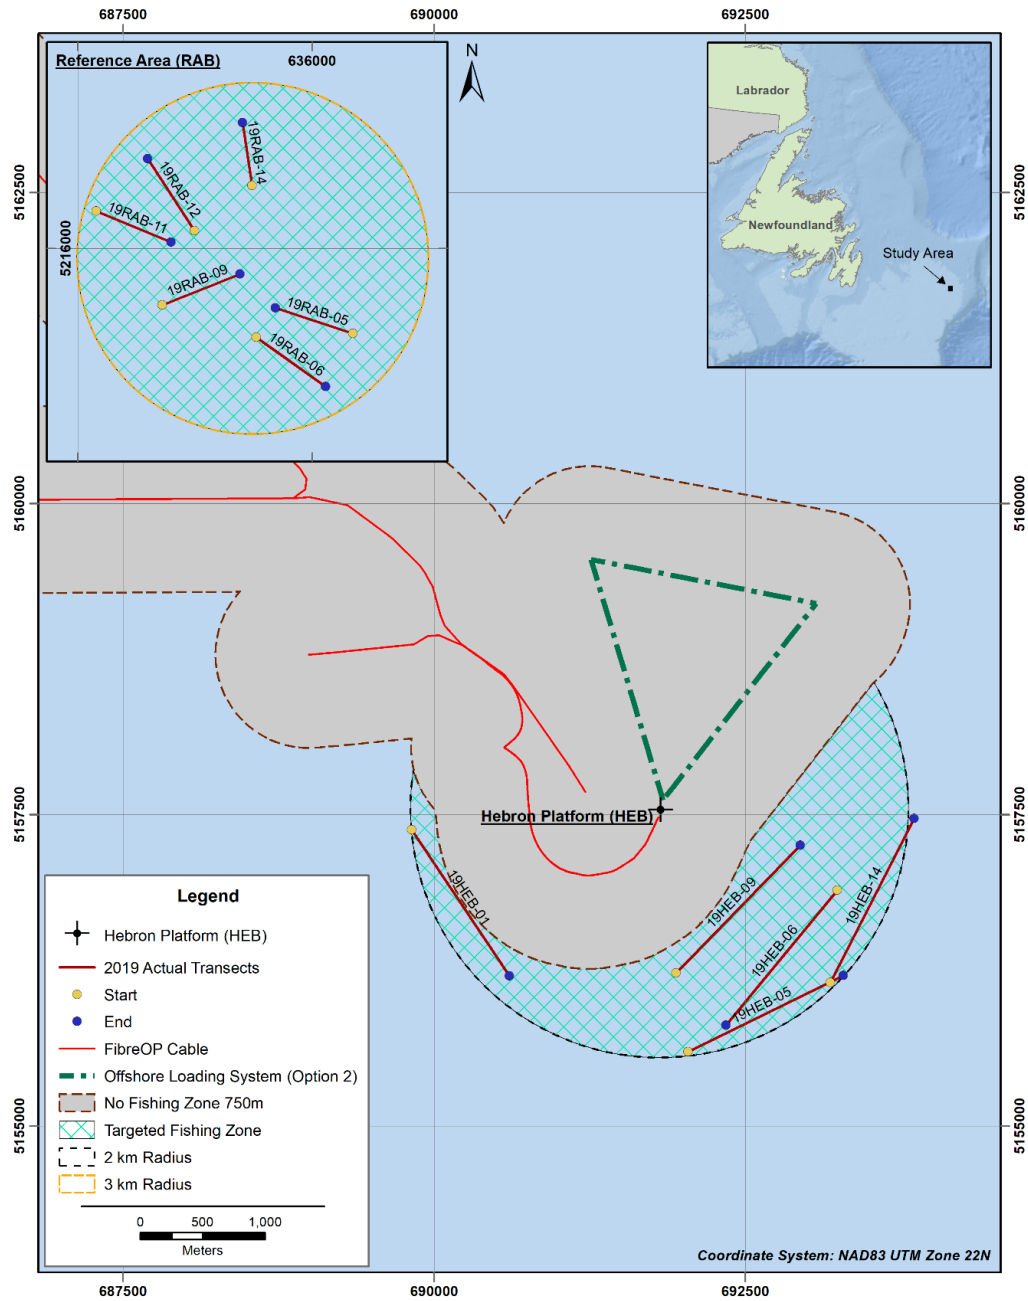 687500
690000
692500
Reference Area (RAB)
636000
N
Labrador
Newfoundland
Study Area
5162500
5162500
5216000
19RAB-14
19RAB-12
19RAB-11
19RAB-09
19RAB-05
19RAB-06
5160000
5160000
Hebron Platform (HEB)
5157500
5157500
19HEB-01
19HEB-09
19HEB-14
19HEB-06
19HEB-05
Legend
Hebron Platform (HEB)
2019 Actual Transects
Start
End
FibreOP Cable
Offshore Loading System (Option 2)
No Fishing Zone 750m
Targeted Fishing Zone
2 km Radius
3 km Radius
0 500 1,000
Meters
5155000
5155000
Coordinate System: NAD83 UTM Zone 22N
687500
690000
692500